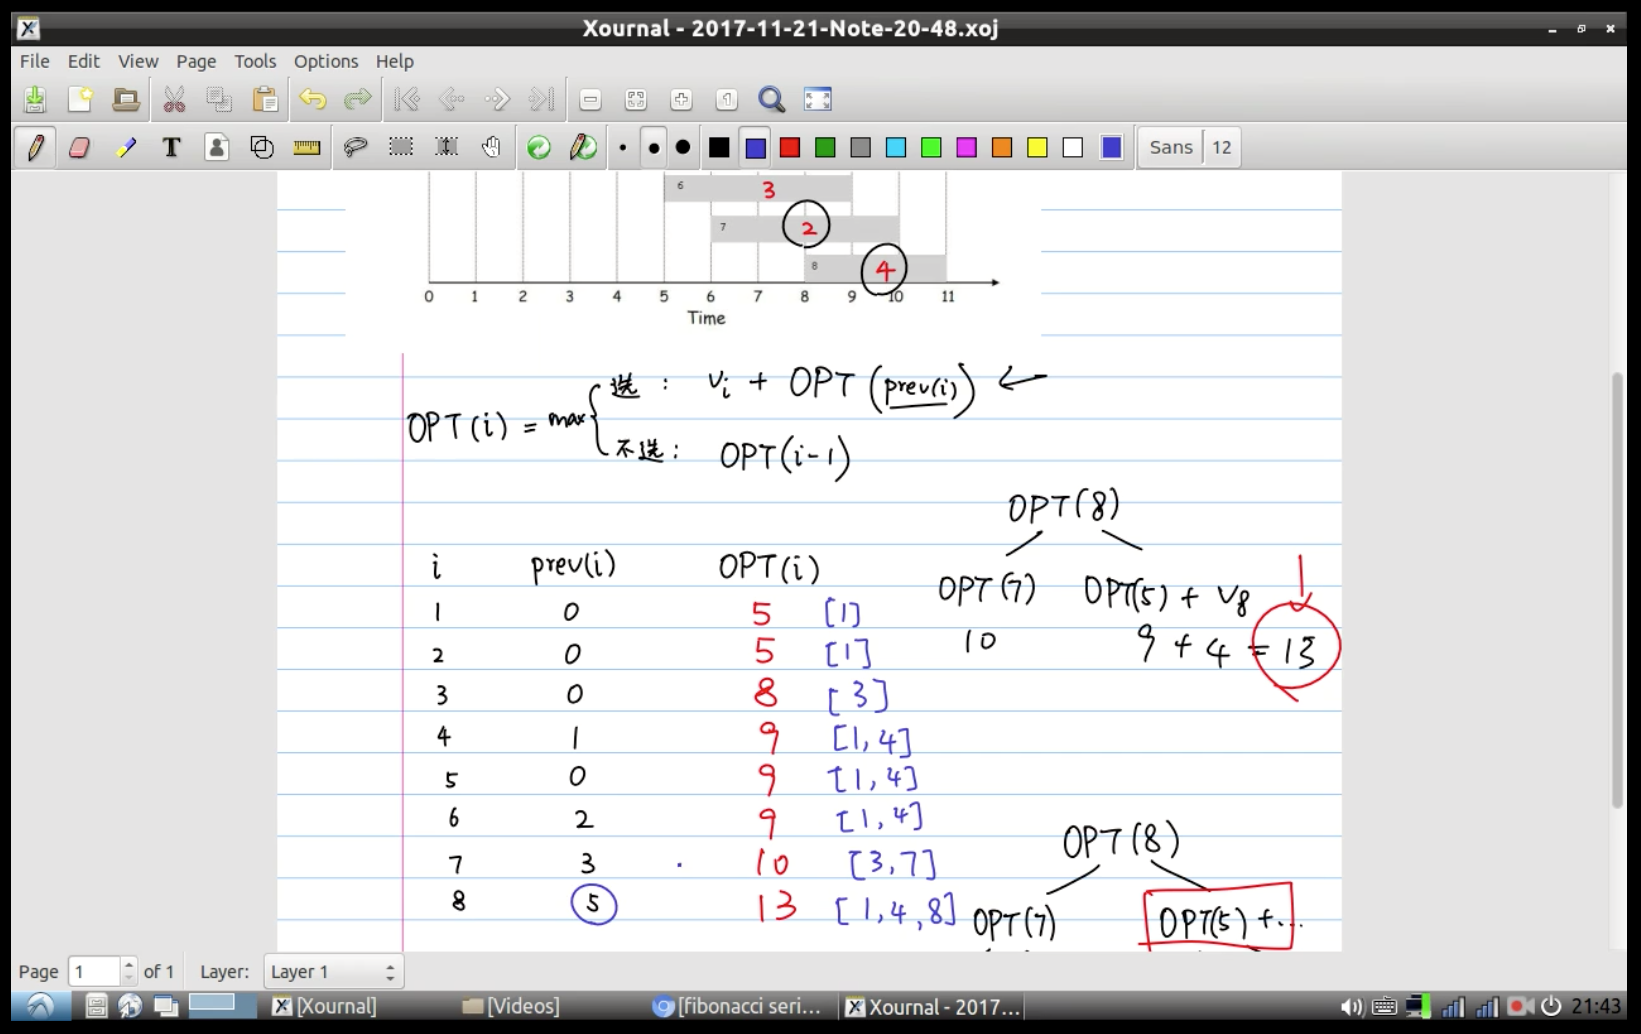 Xournal - 2017-11-21-Note-20-48.xoj
File Edit View Page Tools Options Help
Sans 12
6 3
7 2
8 4
0 1 2 3 4 5 6 7 8 9 10 11
Time
选 : vi + OPT (prev(i))
OPT(i) = max
不选 : OPT(i-1)
OPT(8)
i prev(i) OPT(i)
OPT(7) OPT(5) + v8
1 0 5 [1]
10 9 + 4 = 13
2 0 5 [1]
3 0 8 [3]
4 1 9 [1,4]
5 0 9 [1,4]
6 2 9 [1,4]
OPT(8)
7 3 10 [3,7]
8 5 13 [1,4,8]
OPT(7) OPT(5) +...
Page 1 of 1 Layer: Layer 1
[Xournal] [Videos] [fibonacci seri... Xournal - 2017... 21:43